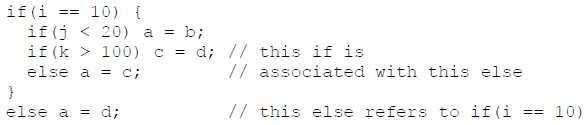 if(i == 10) {
  if(j < 20) a = b;
  if(k > 100) c = d; // this if is
  else a = c;        // associated with this else
}
else a = d;          // this else refers to if(i == 10)